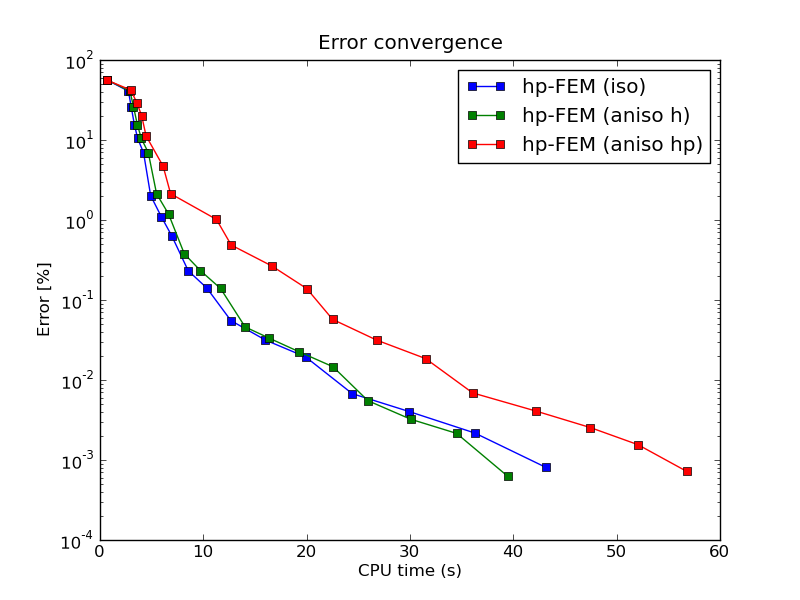 Error convergence
hp-FEM (iso)
hp-FEM (aniso h)
hp-FEM (aniso hp)
Error [%]
10^2
10^1
10^0
10^-1
10^-2
10^-3
10^-4
0 10 20 30 40 50 60
CPU time (s)